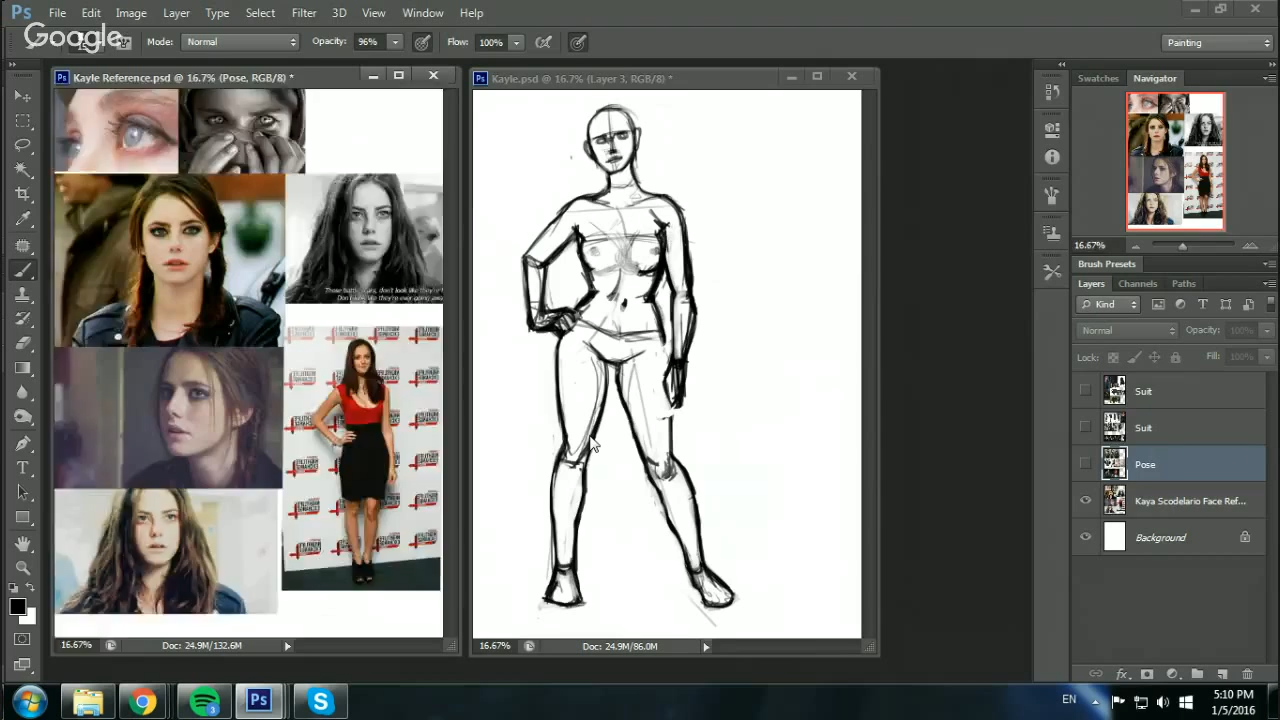 Ps File Edit Image Layer Type Select Filter 3D View Window Help
Google
Mode: Normal Opacity: 96% Flow: 100% Painting
Ps Kayle Reference.psd @ 16.7% (Pose, RGB/8) *
Ps Kayle.psd @ 16.7% (Layer 3, RGB/8) *
Swatches Navigator
16.67%
Brush Presets
Layers Channels Paths
Kind
Normal Opacity: 100%
Lock: Fill: 100%
Suit
Suit
Pose
Kaya Scodelario Face Ref...
Background
16.67% Doc: 24.9M/132.6M
16.67% Doc: 24.9M/86.0M
Ps
EN
5:10 PM
1/5/2016